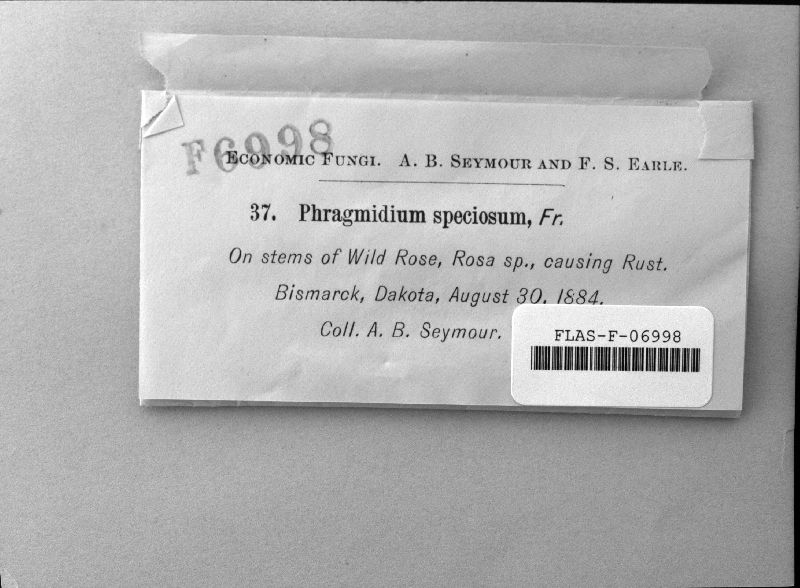 F6998
Economic Fungi. A. B. Seymour and F. S. Earle.
37. Phragmidium speciosum, Fr.
On stems of Wild Rose, Rosa sp., causing Rust.
Bismarck, Dakota, August 30, 1884.
Coll. A. B. Seymour.
FLAS-F-06998